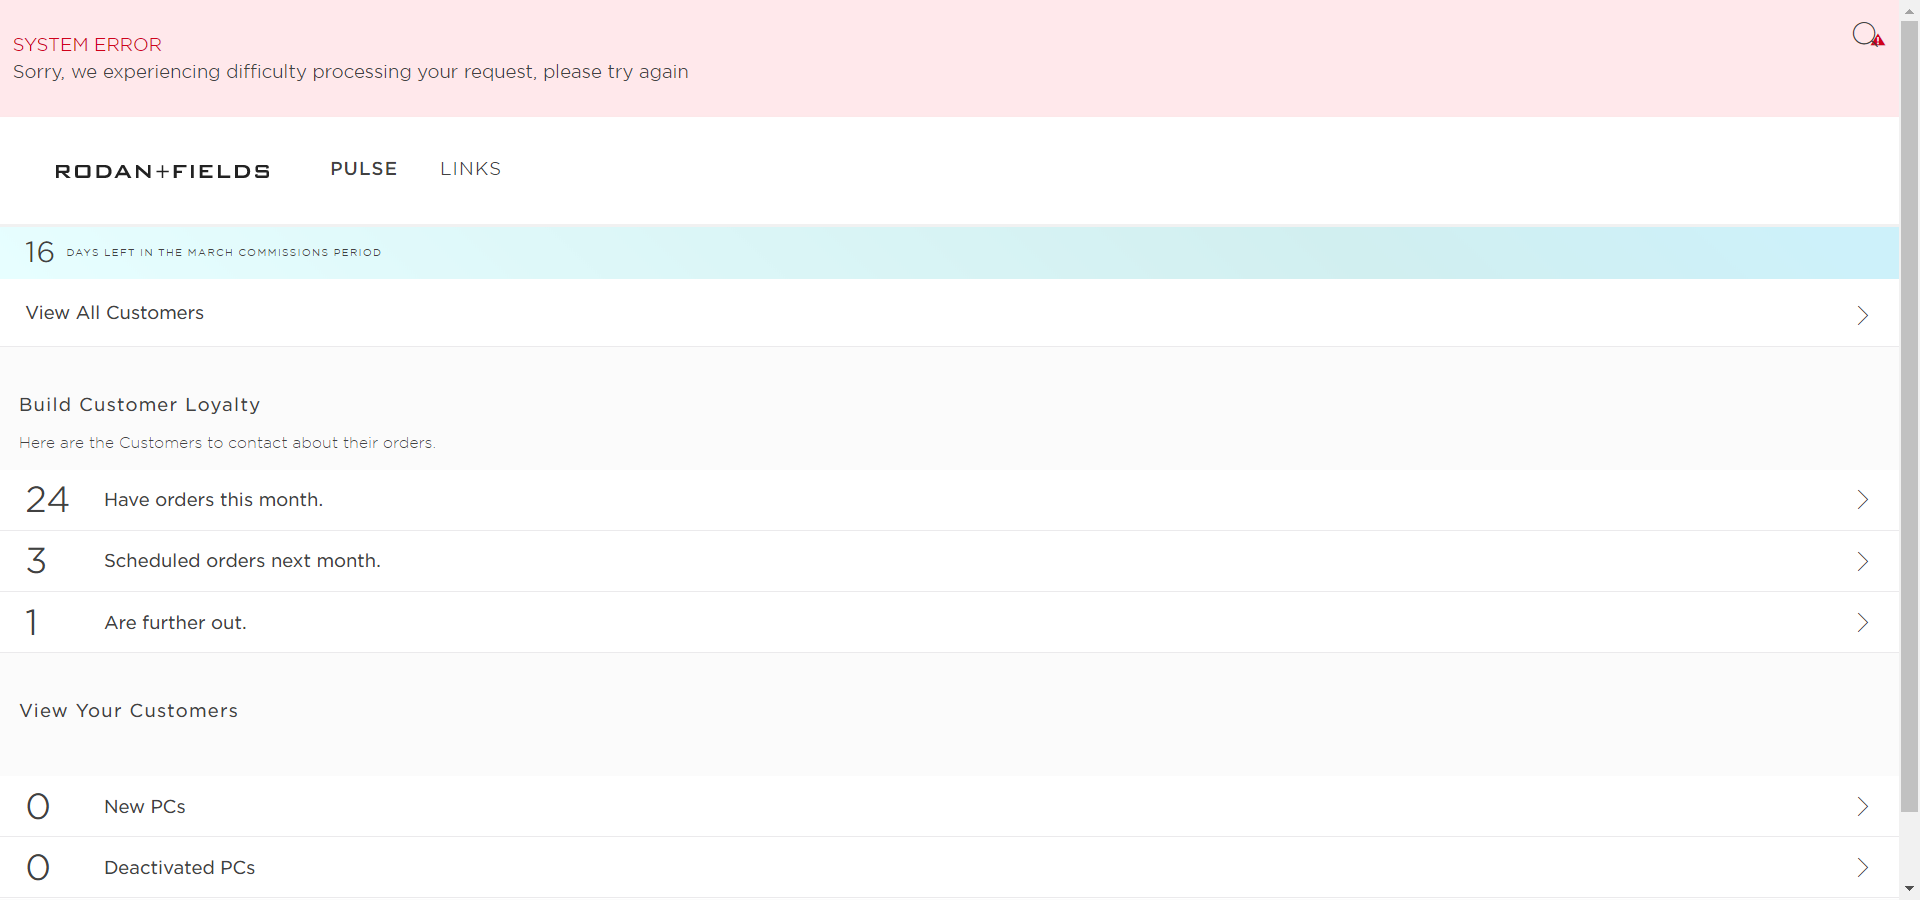 SYSTEM ERROR
Sorry, we experiencing difficulty processing your request, please try again
RODAN+FIELDS PULSE LINKS
16 DAYS LEFT IN THE MARCH COMMISSIONS PERIOD
View All Customers
Build Customer Loyalty
Here are the Customers to contact about their orders.
24 Have orders this month.
3 Scheduled orders next month.
1 Are further out.
View Your Customers
0 New PCs
0 Deactivated PCs